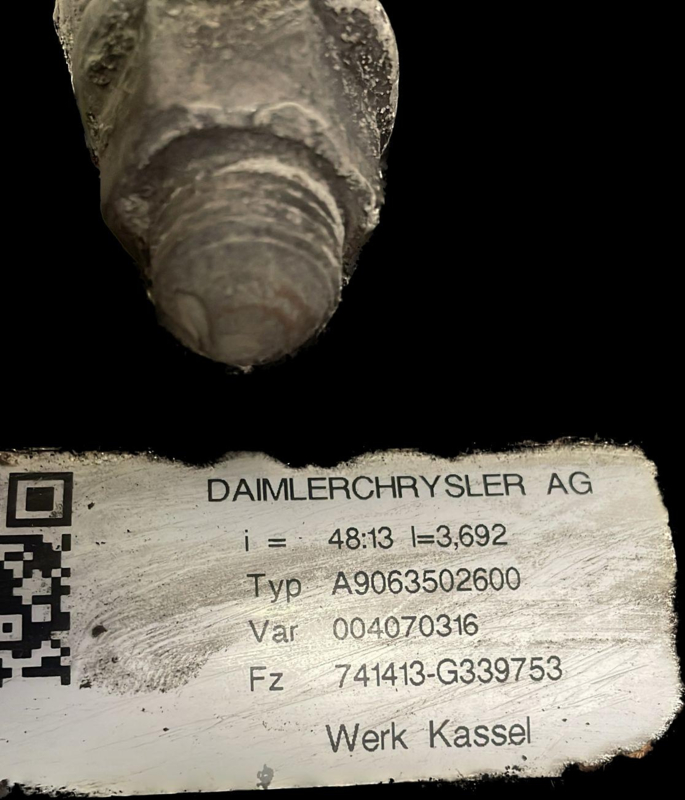 DAIMLERCHRYSLER AG
i = 48:13 I=3,692
Typ A9063502600
Var 004070316
Fz 741413-G339753
Werk Kassel